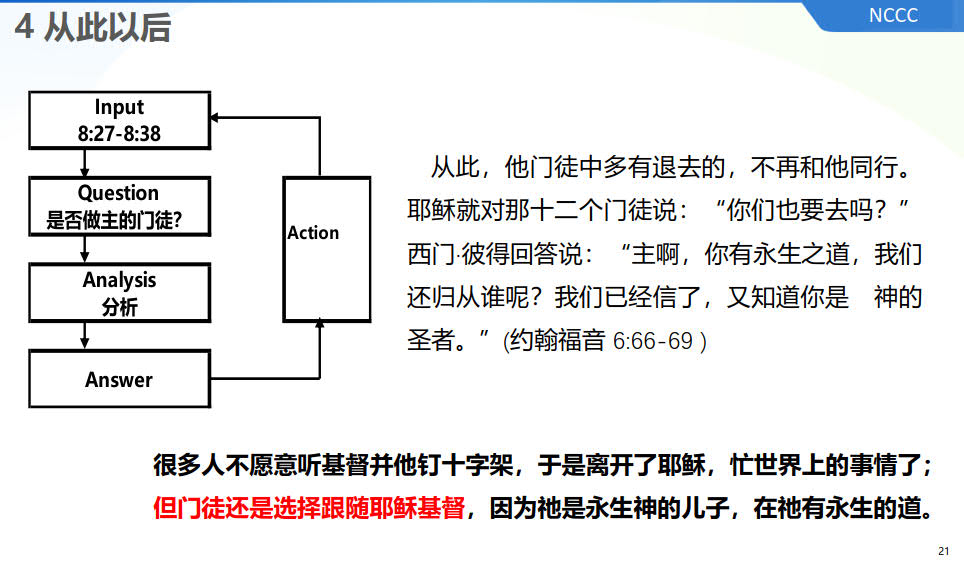 4 从此以后
NCCC
Input
8:27-8:38
Question
是否做主的门徒?
Analysis
分析
Answer
Action
从此，他门徒中多有退去的，不再和他同行。
耶稣就对那十二个门徒说：“你们也要去吗？”
西门·彼得回答说：“主啊，你有永生之道，我们
还归从谁呢？我们已经信了，又知道你是　神的
圣者。”(约翰福音 6:66-69 )
很多人不愿意听基督并他钉十字架，于是离开了耶稣，忙世界上的事情了；
但门徒还是选择跟随耶稣基督，因为祂是永生神的儿子，在祂有永生的道。
21